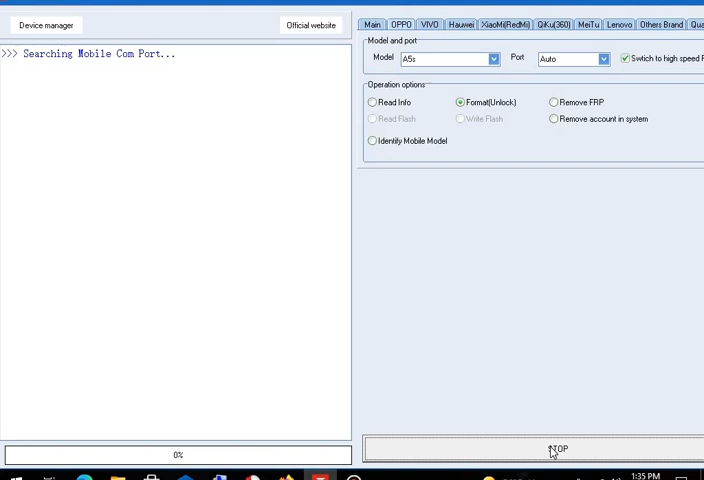 Device manager
Official website
>>> Searching Mobile Com Port...
0%
Main OPPO VIVO Hauwei XiaoMi(RedMi) QiKu(360) MeiTu Lenovo Others Brand
Model and port
Model A5s Port Auto Swtich to high speed
Operation options
Read Info Format(Unlock) Remove FRP
Read Flash Write Flash Remove account in system
Identify Mobile Model
STOP
1:35 PM